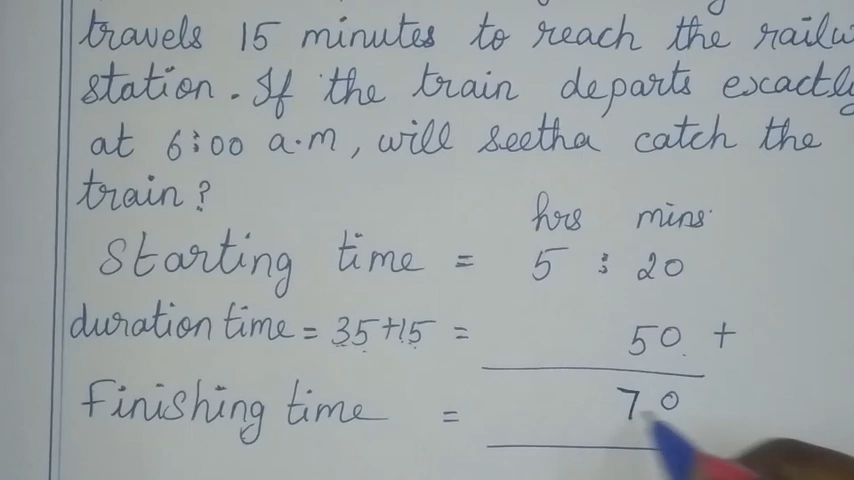 travels 15 minutes to reach the railw
station. If the train departs exactly
at 6:00 a.m, will seetha catch the
train?
hrs mins
Starting time = 5 : 20
duration time = 35+15 = 50 +
Finishing time = 70